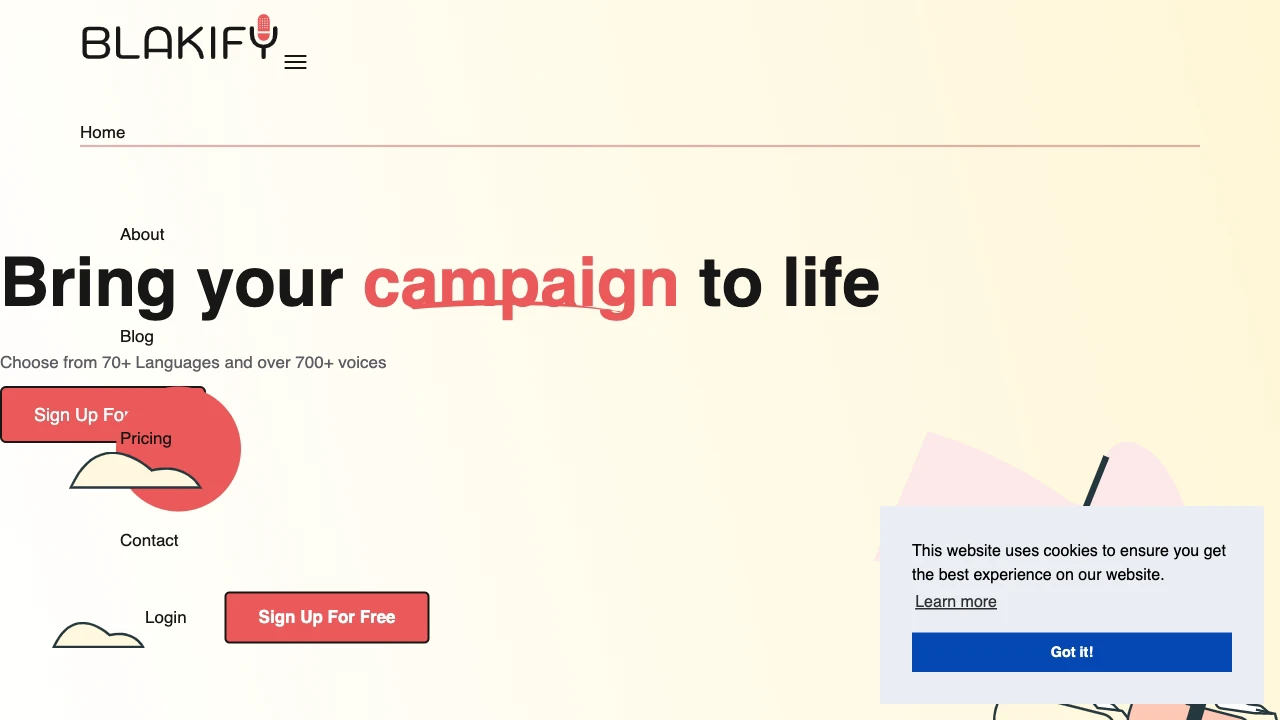 BLAKIFY
Home
About
Bring your campaign to life
Blog
Choose from 70+ Languages and over 700+ voices
Sign Up For
Pricing
Contact
Login
Sign Up For Free
This website uses cookies to ensure you get
the best experience on our website.
Learn more
Got it!